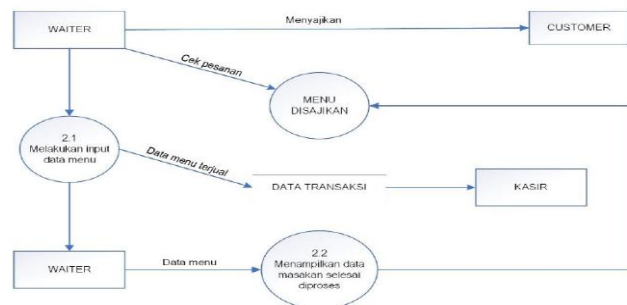 WAITER
Menyajikan
CUSTOMER
Cek pesanan
MENU
DISAJIKAN
2.1
Melakukan input
data menu
Data menu terjual
DATA TRANSAKSI
KASIR
WAITER
Data menu
2.2
Menampilkan data
masakan selesai
diproses